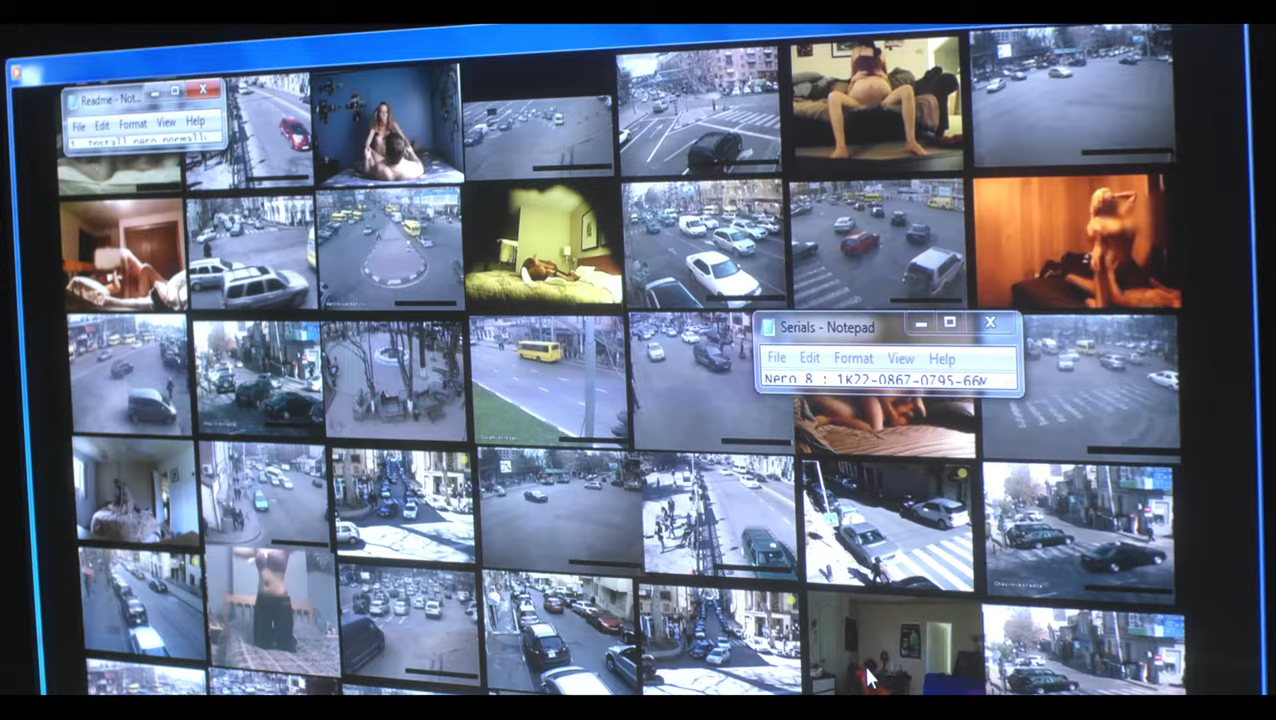 Readme - Not...
File Edit Format View Help
1. Install nero normall
Serials - Notepad
File Edit Format View Help
Nero 8 : 1K22-0867-0795-66M